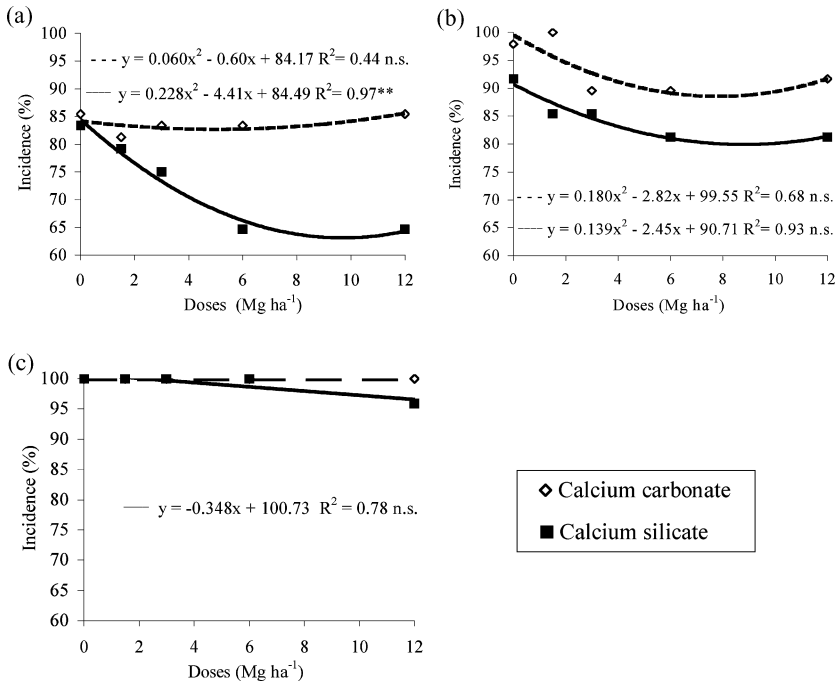 (a)
y = 0.060x² - 0.60x + 84.17 R²= 0.44 n.s.
y = 0.228x² - 4.41x + 84.49 R²= 0.97**
Incidence (%)
100
95
90
85
80
75
70
65
60
0 2 4 6 8 10 12
Doses (Mg ha⁻¹)
(b)
Incidence (%)
100
95
90
85
80
75
70
65
60
y = 0.180x² - 2.82x + 99.55 R²= 0.68 n.s.
y = 0.139x² - 2.45x + 90.71 R²= 0.93 n.s.
0 2 4 6 8 10 12
Doses (Mg ha⁻¹)
(c)
Incidence (%)
100
95
90
85
80
75
70
65
60
y = -0.348x + 100.73 R² = 0.78 n.s.
0 2 4 6 8 10 12
Doses (Mg ha⁻¹)
Calcium carbonate
Calcium silicate